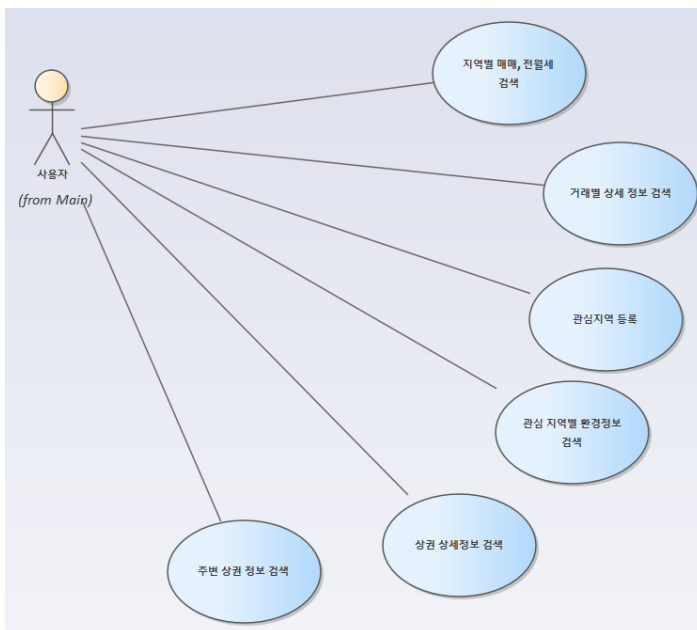 지역별 매매, 전월세
검색
사용자
(from Main)
거래별 상세 정보 검색
관심지역 등록
관심 지역별 환경정보
검색
상권 상세정보 검색
주변 상권 정보 검색